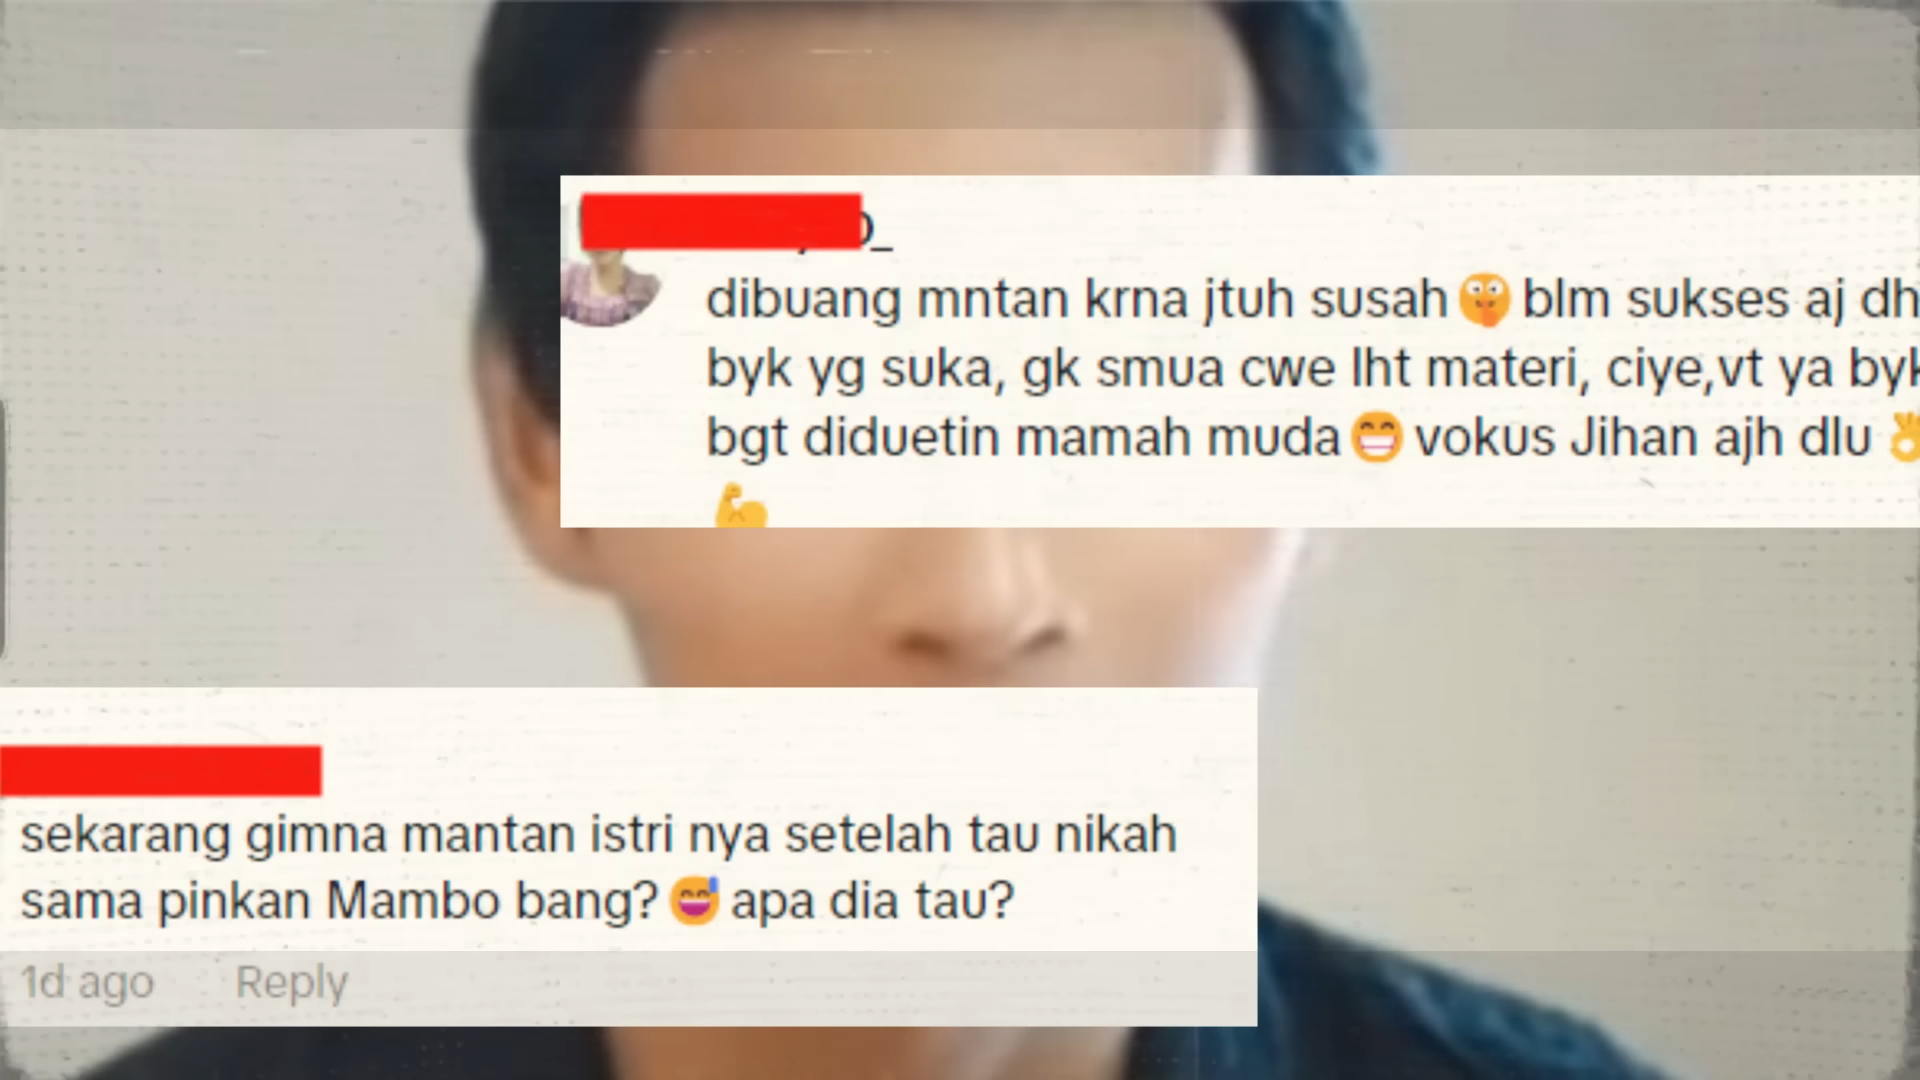 dibuang mntan krna jtuh susah🤫 blm sukses aj dh
byk yg suka, gk smua cwe lht materi, ciye,vt ya byk
bgt diduetin mamah muda😁 vokus Jihan ajh dlu 👌
💪
sekarang gimna mantan istri nya setelah tau nikah
sama pinkan Mambo bang?😅 apa dia tau?
1d ago Reply